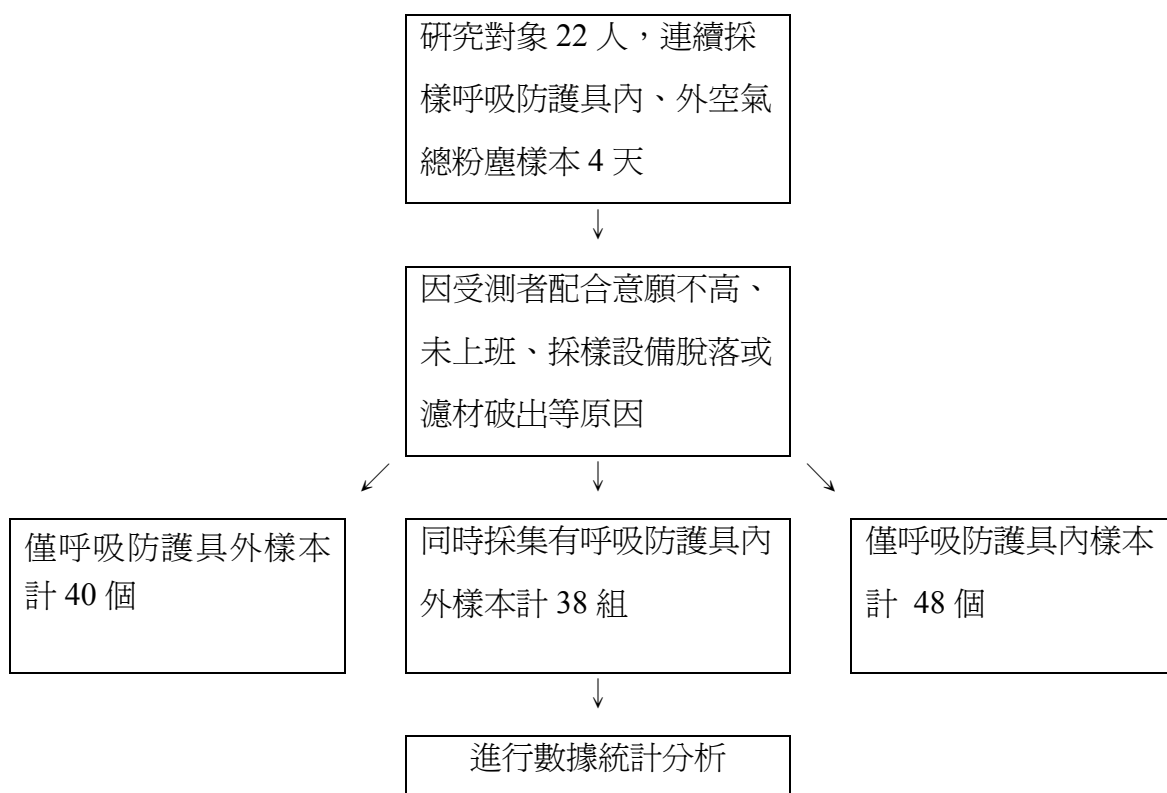 研究對象 22 人，連續採
樣呼吸防護具內、外空氣
總粉塵樣本 4 天
↓
因受測者配合意願不高、
未上班、採樣設備脫落或
濾材破出等原因
↙ ↓ ↘
僅呼吸防護具外樣本
計 40 個
同時採集有呼吸防護具內
外樣本計 38 組
僅呼吸防護具內樣本
計 48 個
↓
進行數據統計分析